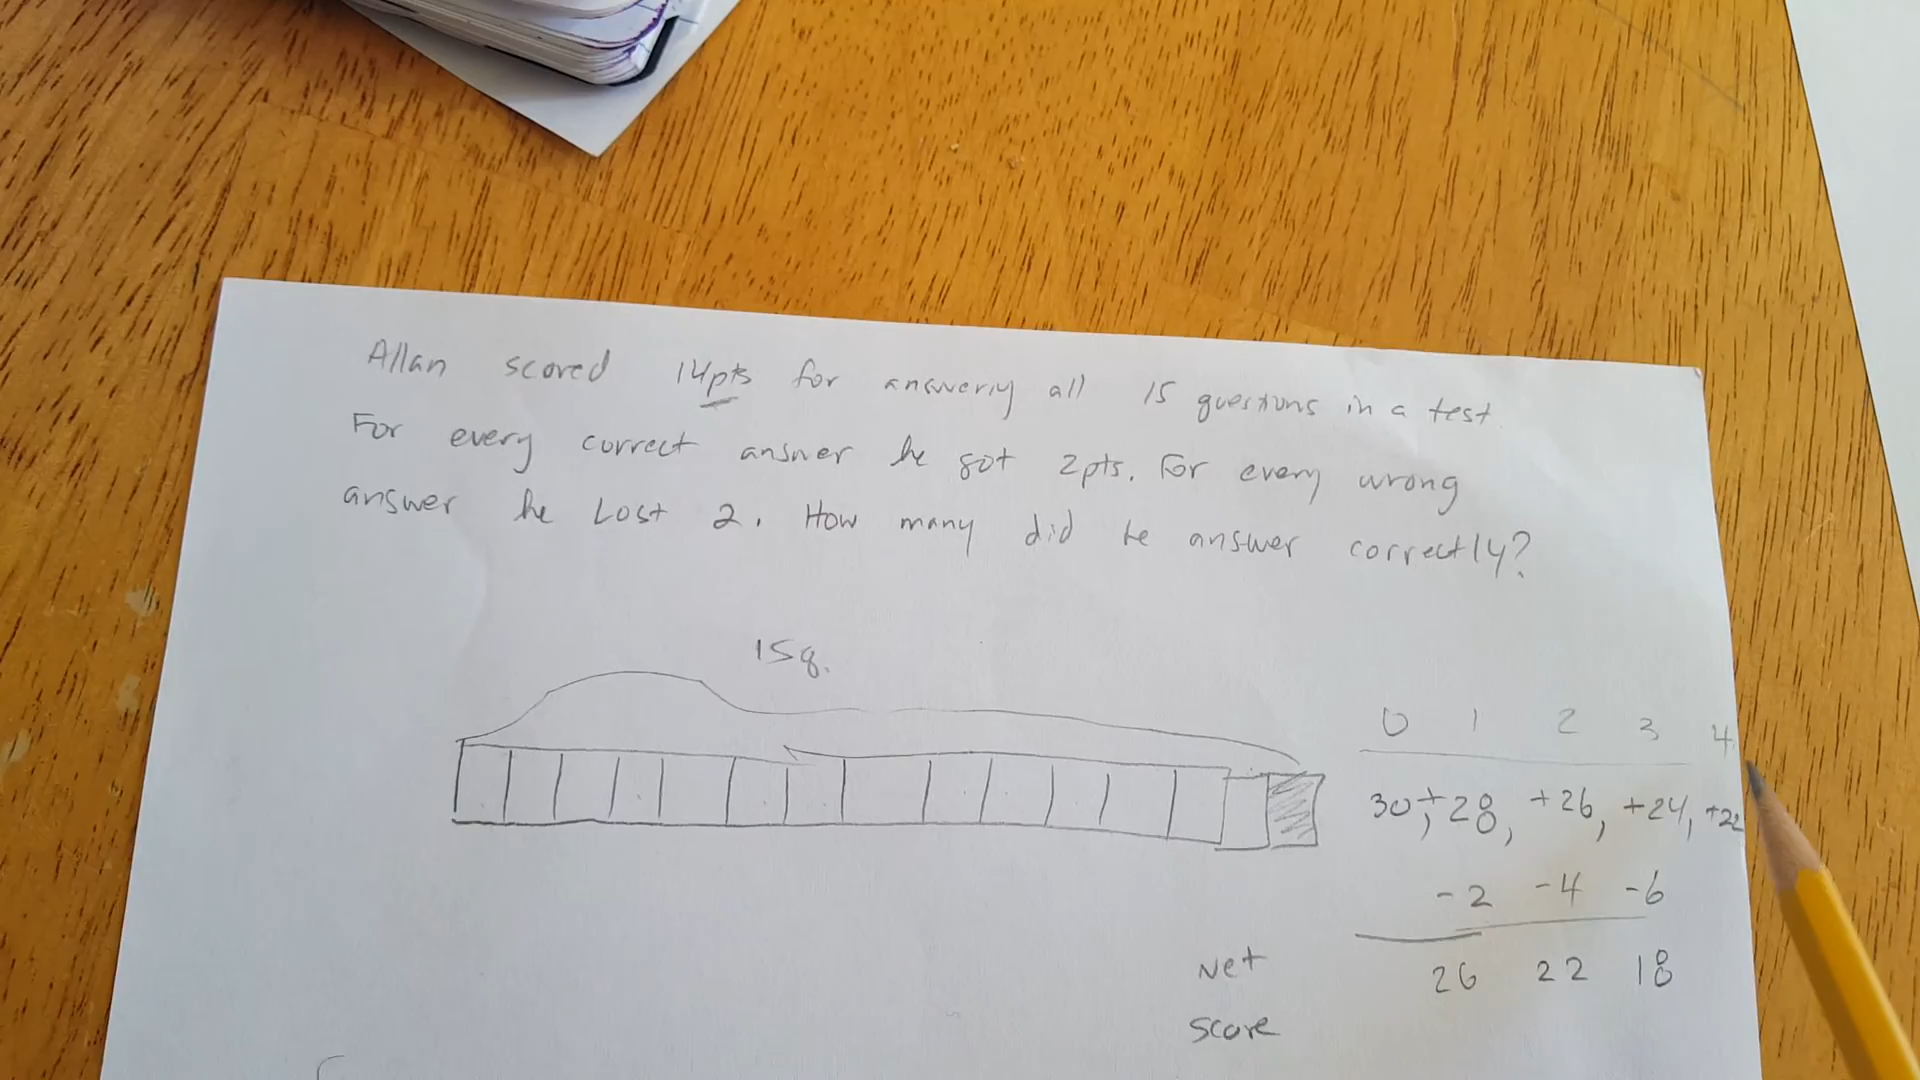 Allan scored 14pts for answerig all 15 questions in a test.
For every correct answer he got 2pts. For every wrong
answer he Lost 2. How many did he answer correctly?
15q.
0 1 2 3 4
30, +28, +26, +24, +22
-2 -4 -6
Net 26 22 18
score